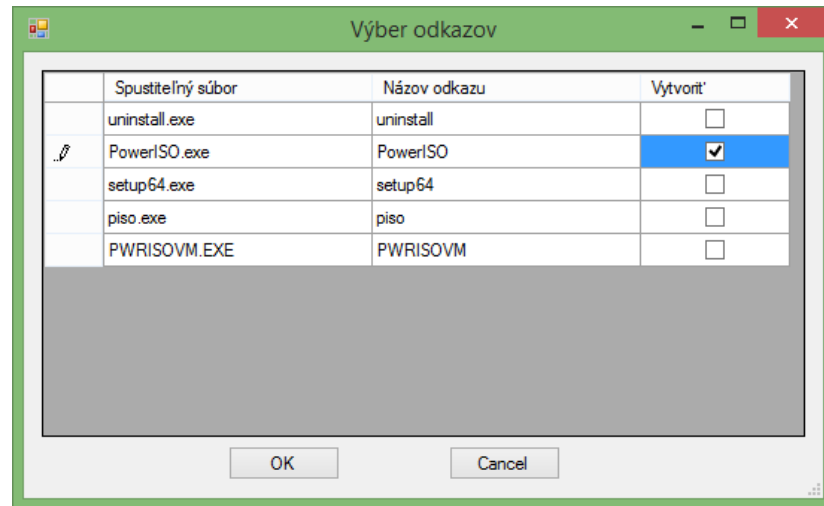 Výber odkazov
Spustiteľný súbor Názov odkazu Vytvoriť
uninstall.exe uninstall
PowerISO.exe PowerISO
setup64.exe setup64
piso.exe piso
PWRISOVM.EXE PWRISOVM
OK Cancel